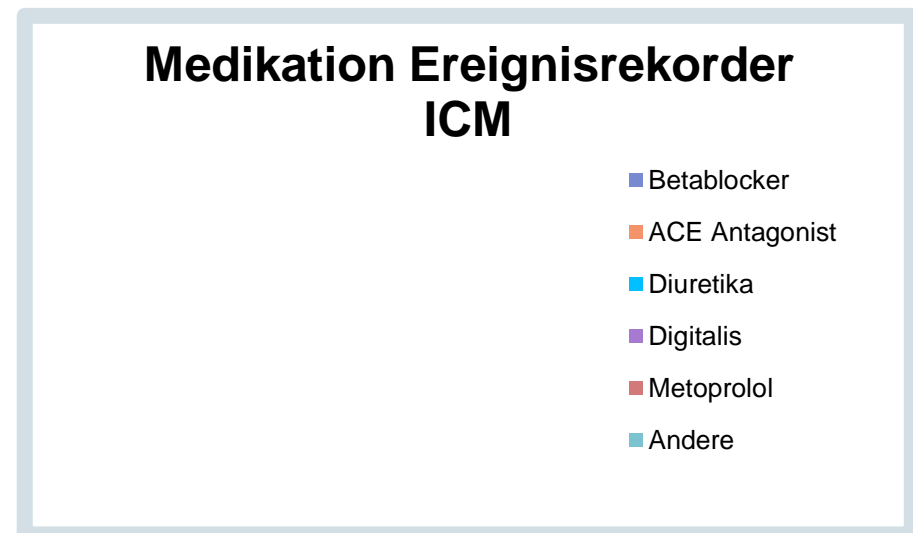 Medikation Ereignisrekorder
ICM
Betablocker
ACE Antagonist
Diuretika
Digitalis
Metoprolol
Andere